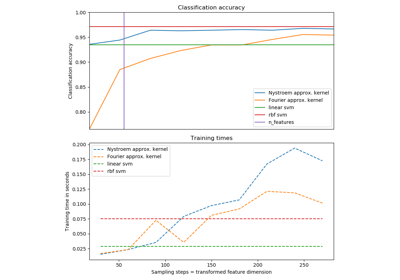 Classification accuracy
1.00
0.95
0.90
0.85
0.80
Classification accuracy
Nystroem approx. kernel
Fourier approx. kernel
linear svm
rbf svm
n_features
Training times
0.200
0.175
0.150
0.125
0.100
0.075
0.050
0.025
Training time in seconds
Nystroem approx. kernel
Fourier approx. kernel
linear svm
rbf svm
50
100
150
200
250
Sampling steps = transformed feature dimension